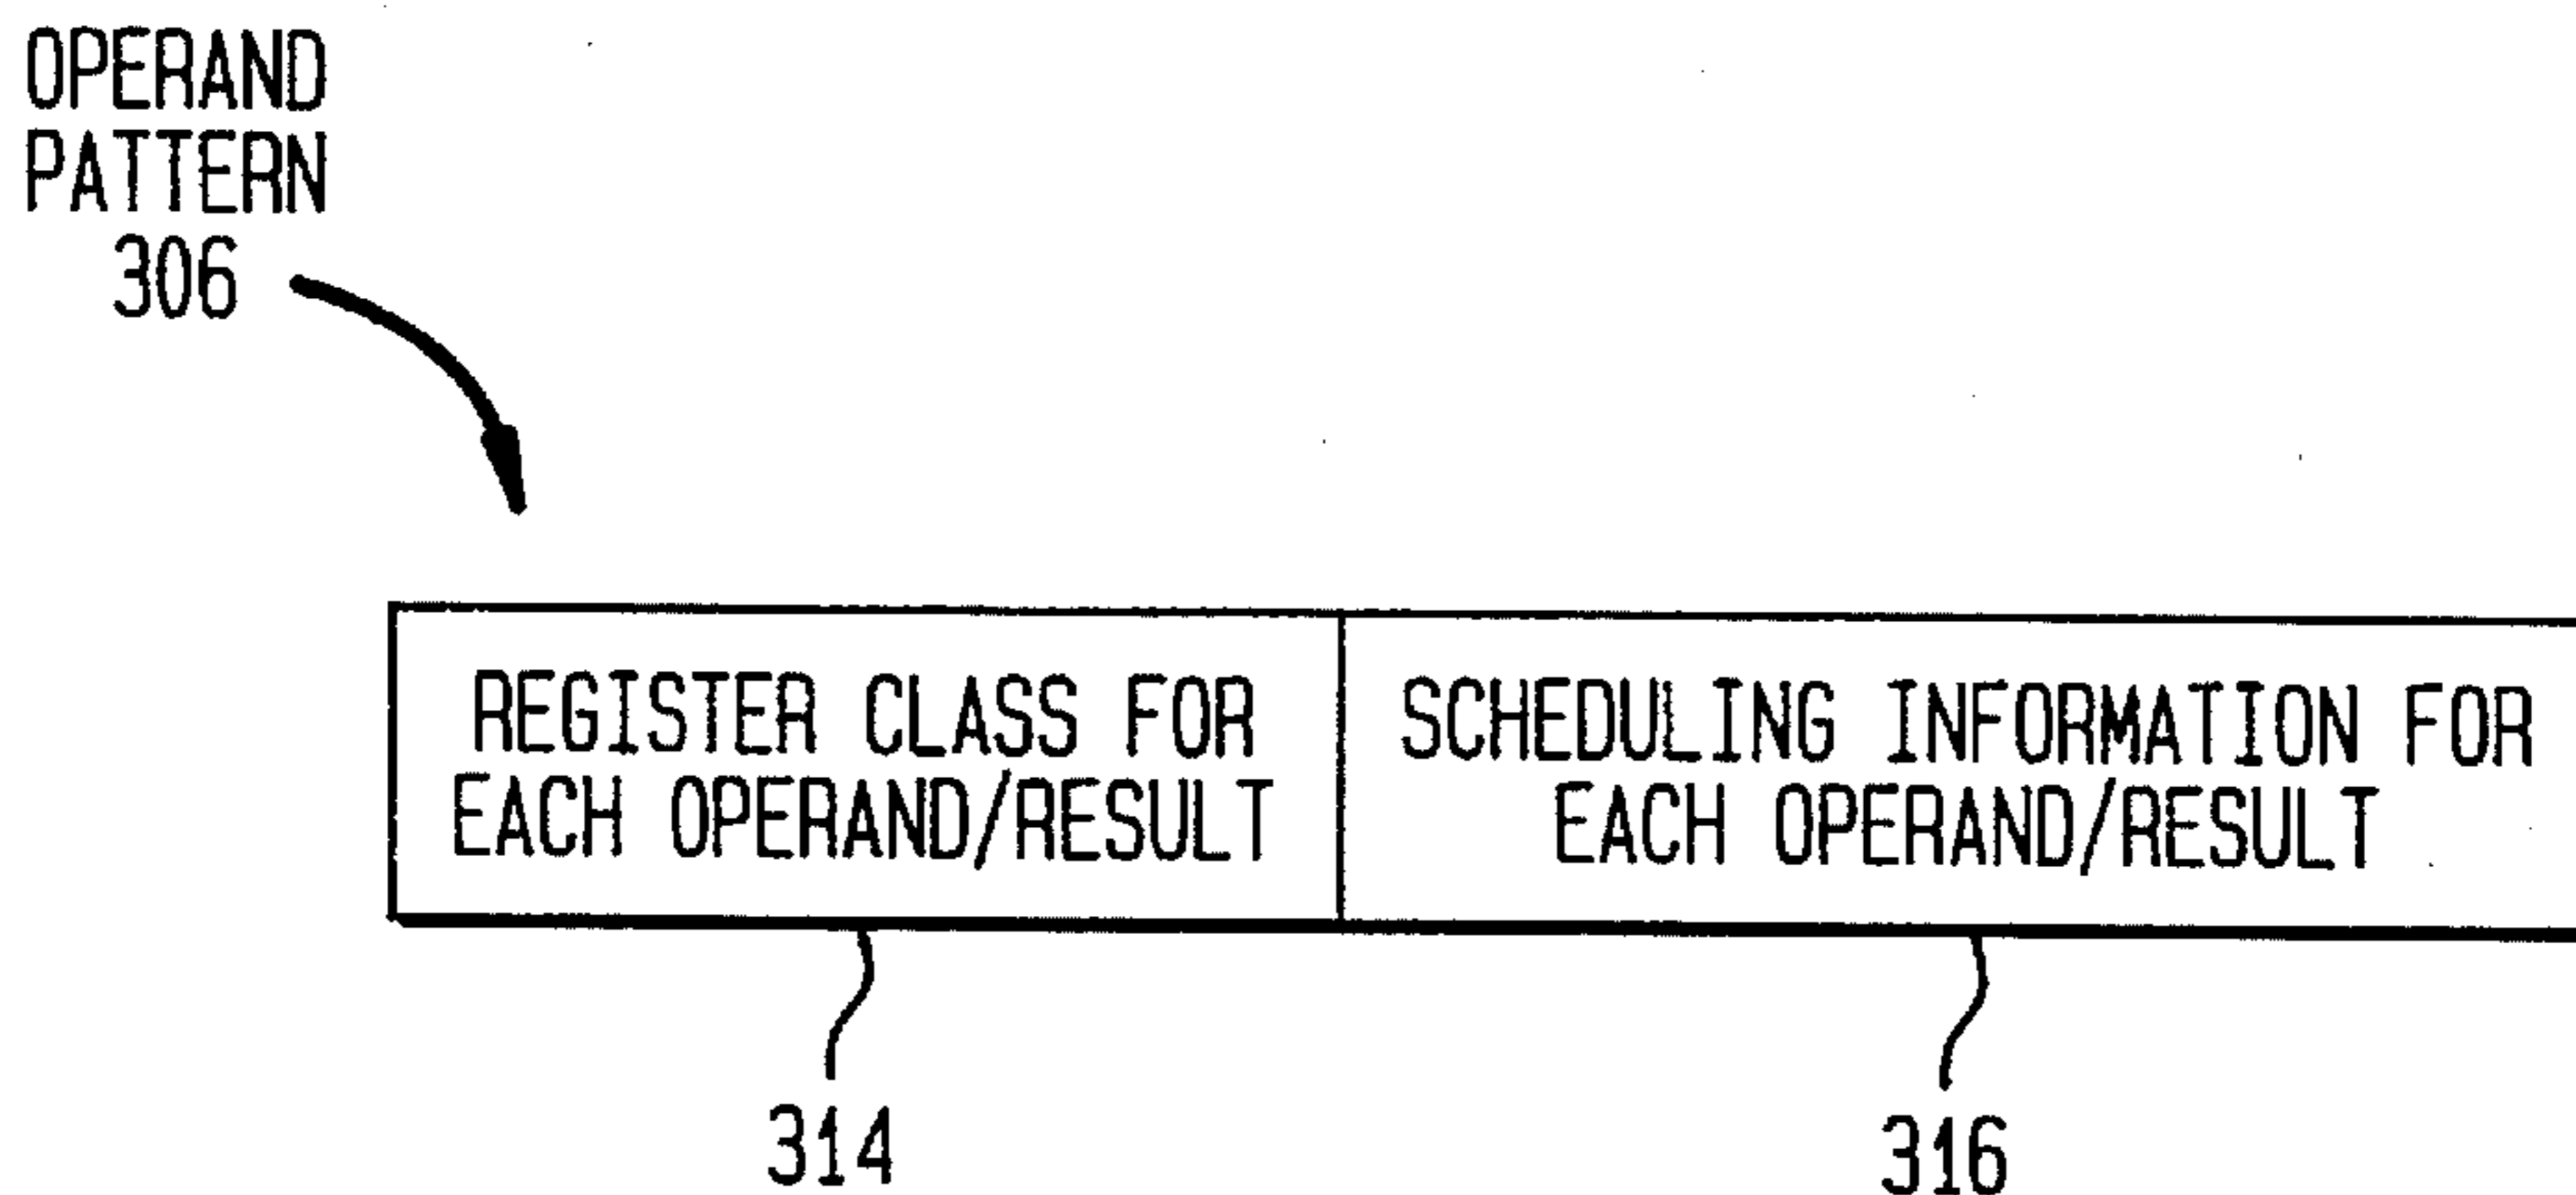 OPERAND
PATTERN
306
REGISTER CLASS FOR
EACH OPERAND/RESULT
SCHEDULING INFORMATION FOR
EACH OPERAND/RESULT
314
316